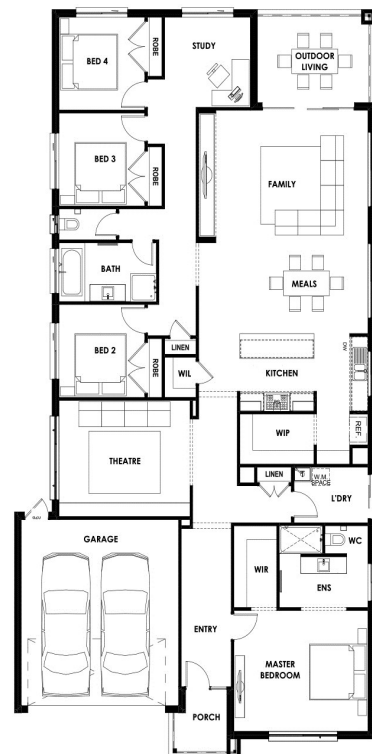 BED 4
ROBE
STUDY
OUTDOOR
LIVING
BED 3
ROBE
FAMILY
BATH
MEALS
BED 2
ROBE
LINEN
WIL
KITCHEN
DW
WIP
REF.
THEATRE
LINEN
W.M.
SPACE
L'DRY
GARAGE
WC
WIR
ENS
ENTRY
MASTER
BEDROOM
PORCH